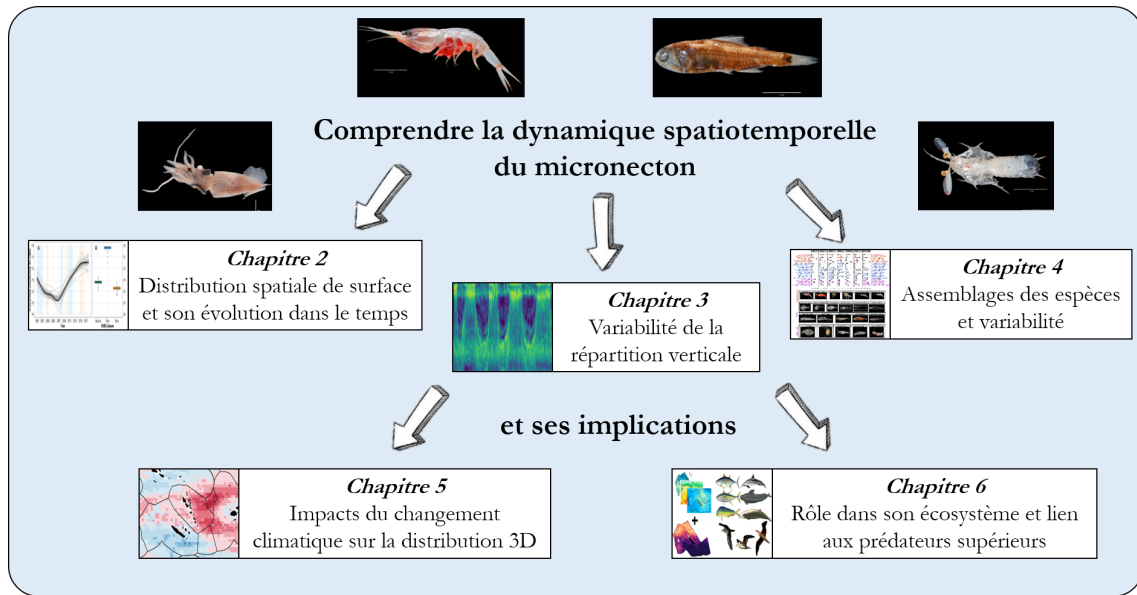 Comprendre la dynamique spatiotemporelle
du micronecton
Chapitre 2
Distribution spatiale de surface
et son évolution dans le temps
Chapitre 3
Variabilité de la
répartition verticale
Chapitre 4
Assemblages des espèces
et variabilité
et ses implications
Chapitre 5
Impacts du changement
climatique sur la distribution 3D
Chapitre 6
Rôle dans son écosystème et lien
aux prédateurs supérieurs